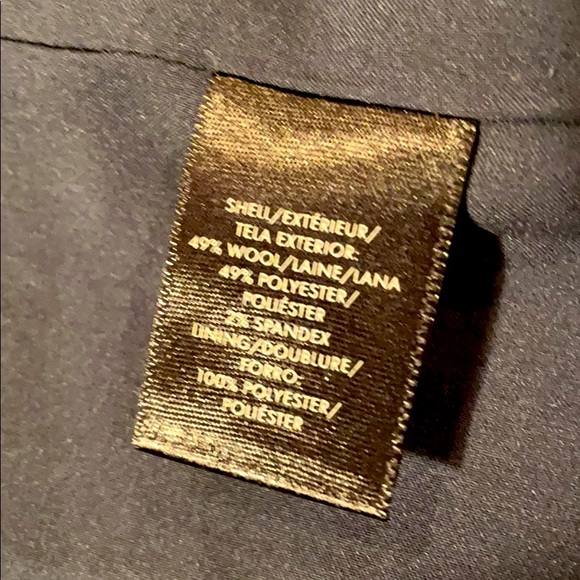 SHELL/EXTÉRIEUR/
TELA EXTERIOR:
49% WOOL/LAINE/LANA
49% POLYESTER/
POLIÉSTER
2% SPANDEX
LINING/DOUBLURE/
FORRO:
100% POLYESTER/
POLIÉSTER